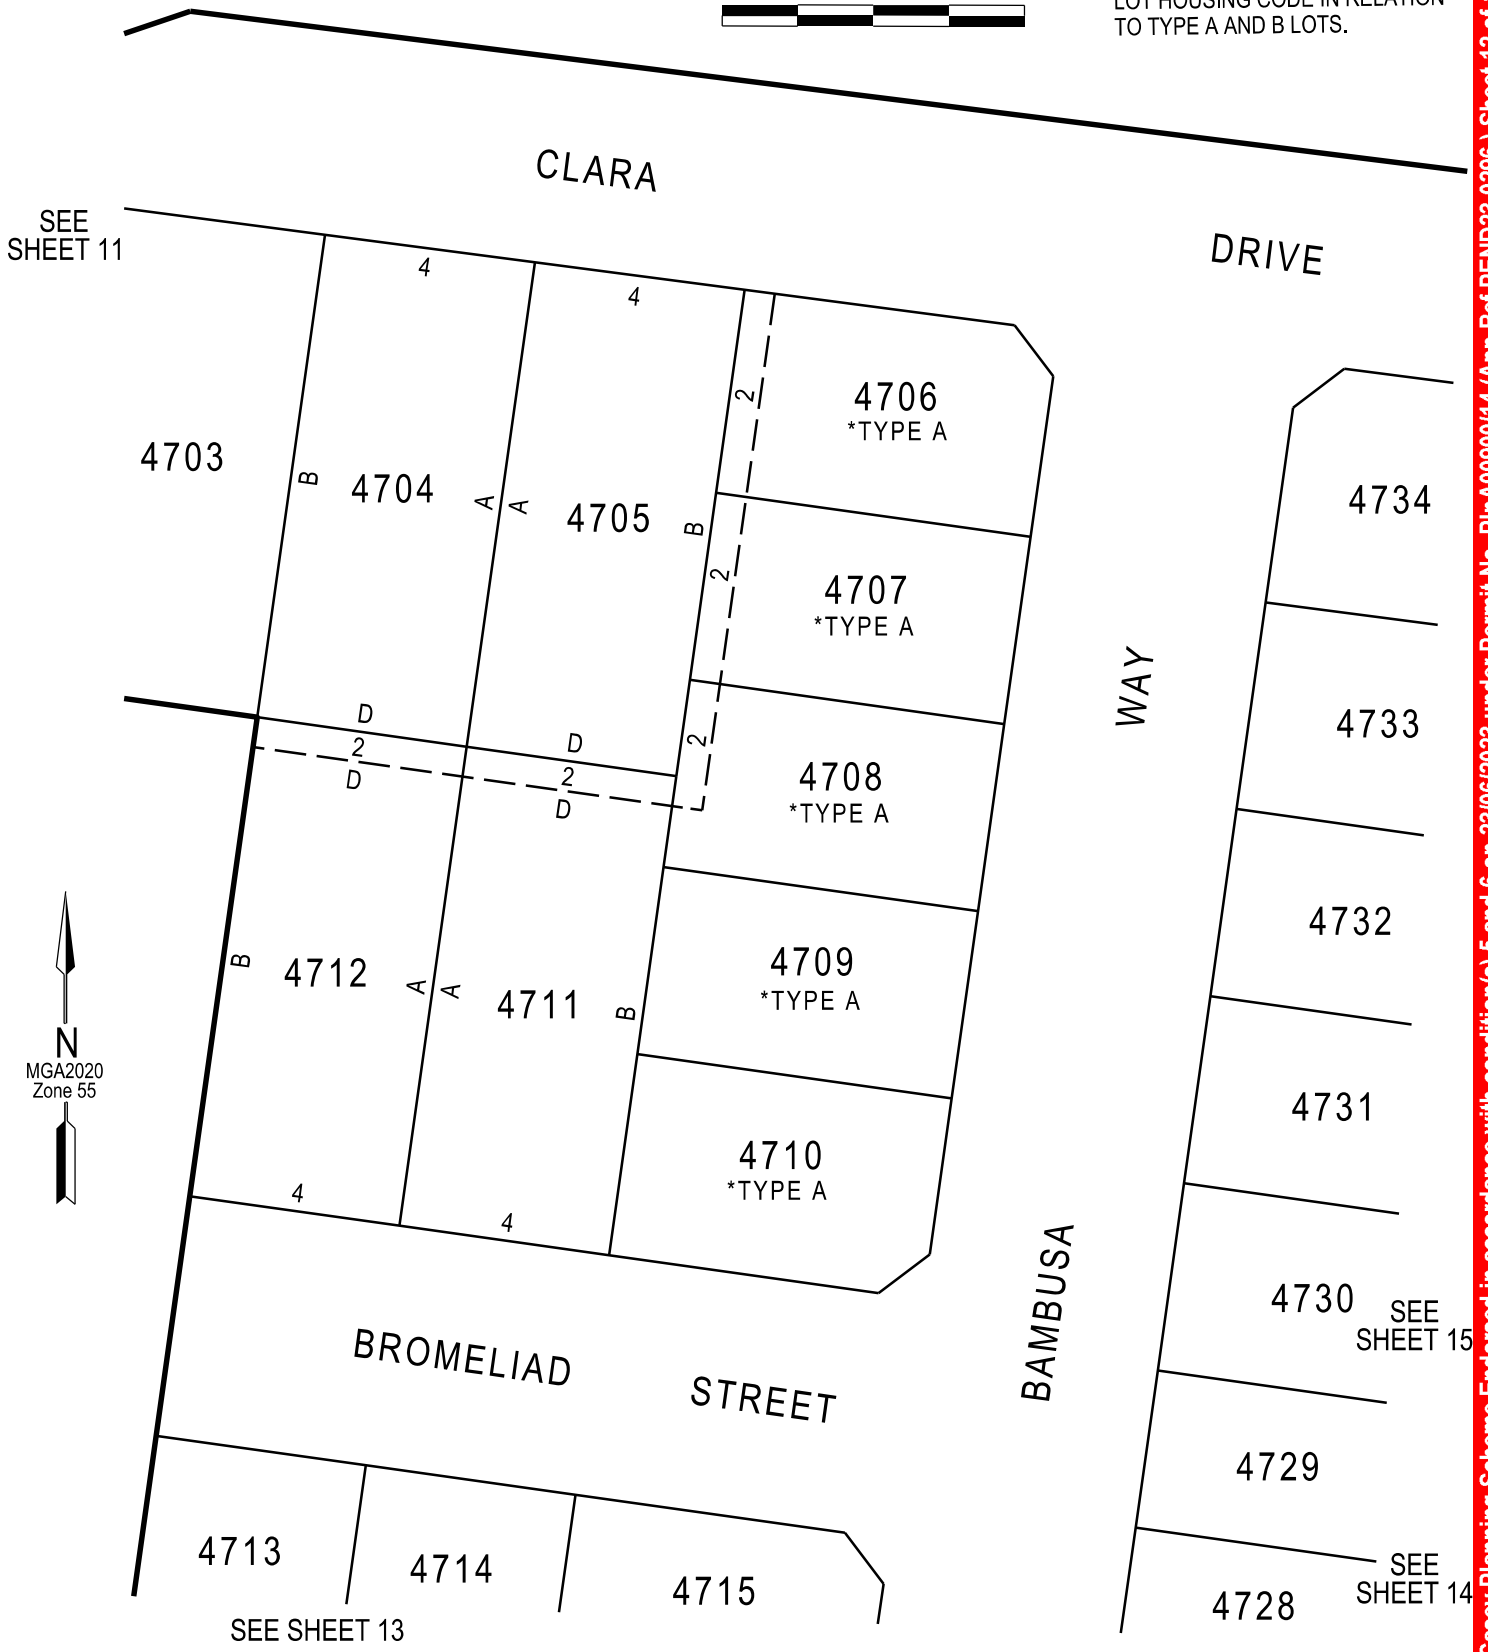 LOT HOUSING CODE IN RELATION
TO TYPE A AND B LOTS.
CLARA
DRIVE
SEE
SHEET 11
4
4
4703
B
4704
A
A
4705
B
2
2
2
4706
*TYPE A
4707
*TYPE A
4708
*TYPE A
4709
*TYPE A
4710
*TYPE A
D
2
D
D
2
D
B
4712
A
A
4711
B
4
4
WAY
BAMBUSA
4734
4733
4732
4731
4730
SEE
SHEET 15
4729
SEE
SHEET 14
4728
N
MGA2020
Zone 55
BROMELIAD
STREET
4713
4714
4715
SEE SHEET 13